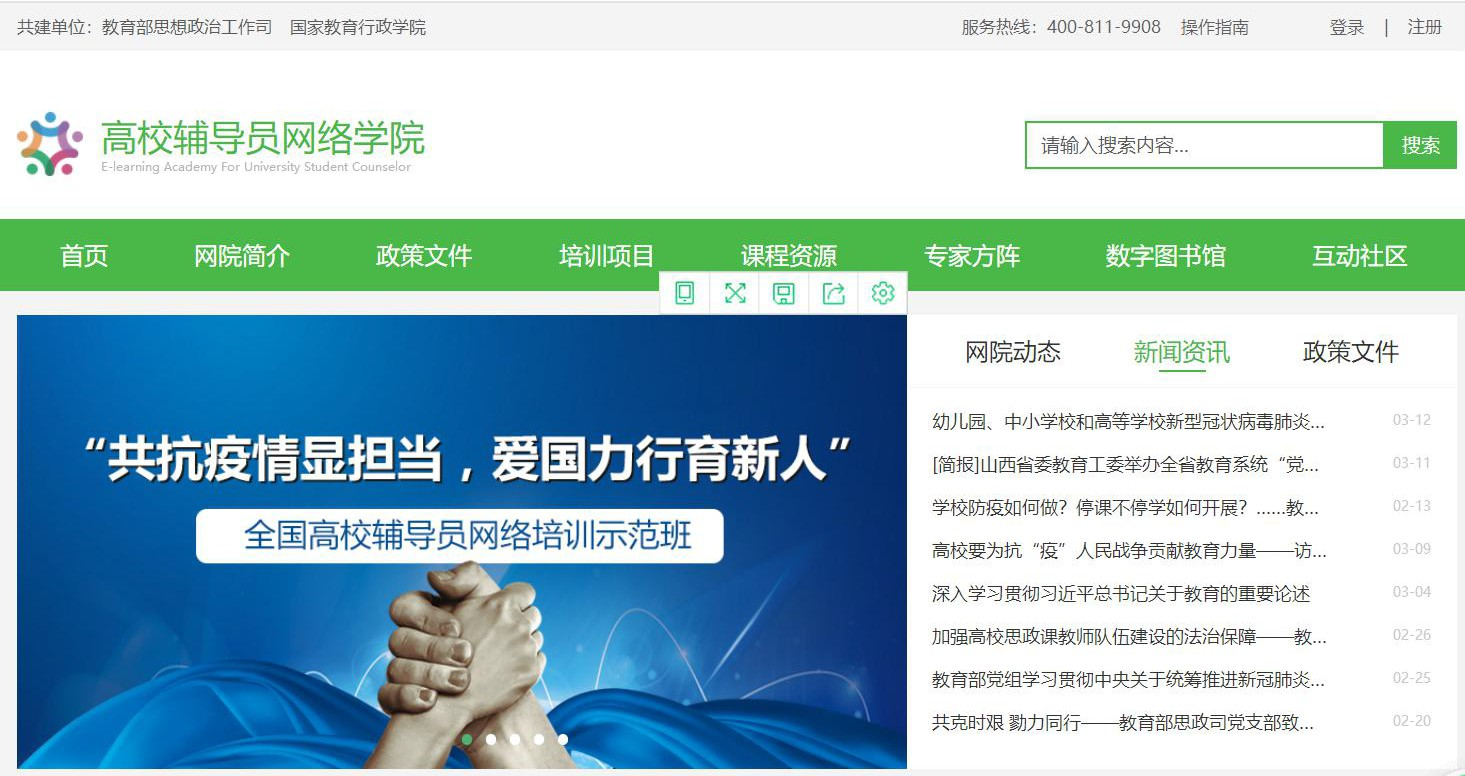 共建单位：教育部思想政治工作司 国家教育行政学院 服务热线：400-811-9908 操作指南 登录 | 注册
高校辅导员网络学院
E-learning Academy For University Student Counselor
请输入搜索内容... 搜索
首页 网院简介 政策文件 培训项目 课程资源 专家方阵 数字图书馆 互动社区
“共抗疫情显担当，爱国力行育新人”
全国高校辅导员网络培训示范班
网院动态 新闻资讯 政策文件
幼儿园、中小学校和高等学校新型冠状病毒肺炎... 03-12
[简报]山西省委教育工委举办全省教育系统“党... 03-11
学校防疫如何做？停课不停学如何开展？......教... 02-13
高校要为抗“疫”人民战争贡献教育力量——访... 03-09
深入学习贯彻习近平总书记关于教育的重要论述 03-04
加强高校思政课教师队伍建设的法治保障——教... 02-26
教育部党组学习贯彻中央关于统筹推进新冠肺炎... 02-25
共克时艰 勠力同行——教育部思政司党支部致... 02-20